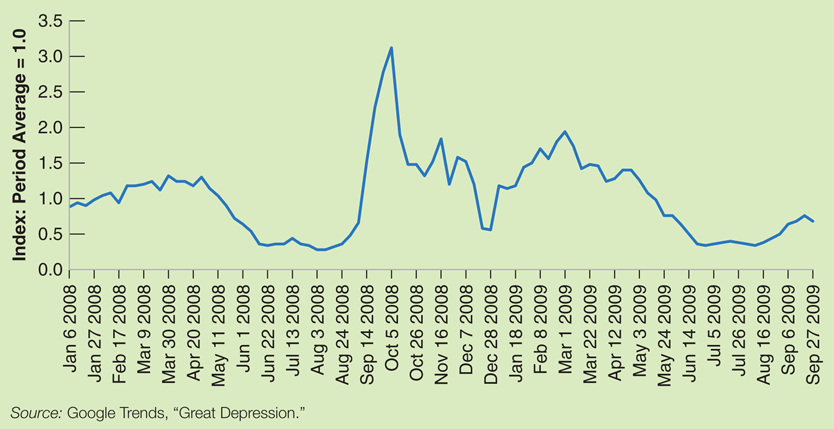 Index: Period Average = 1.0
3.5
3.0
2.5
2.0
1.5
1.0
0.5
0.0
Jan 6 2008
Jan 27 2008
Feb 17 2008
Mar 9 2008
Mar 30 2008
Apr 20 2008
May 11 2008
Jun 1 2008
Jun 22 2008
Jul 13 2008
Aug 3 2008
Aug 24 2008
Sep 14 2008
Oct 5 2008
Oct 26 2008
Nov 16 2008
Dec 7 2008
Dec 28 2008
Jan 18 2009
Feb 8 2009
Mar 1 2009
Mar 22 2009
Apr 12 2009
May 3 2009
May 24 2009
Jun 14 2009
Jul 5 2009
Jul 26 2009
Aug 16 2009
Sep 6 2009
Sep 27 2009
Source: Google Trends, “Great Depression.”